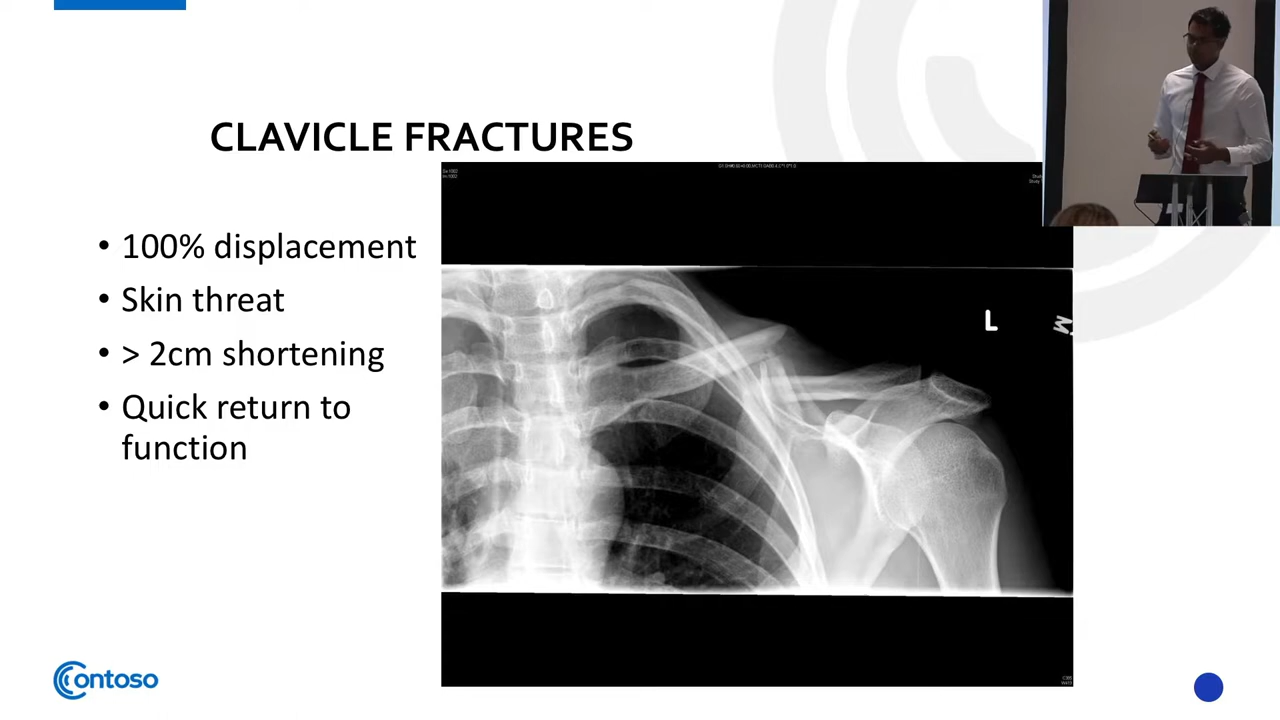 CLAVICLE FRACTURES
• 100% displacement
• Skin threat
• > 2cm shortening
• Quick return to
function
L
M
Contoso